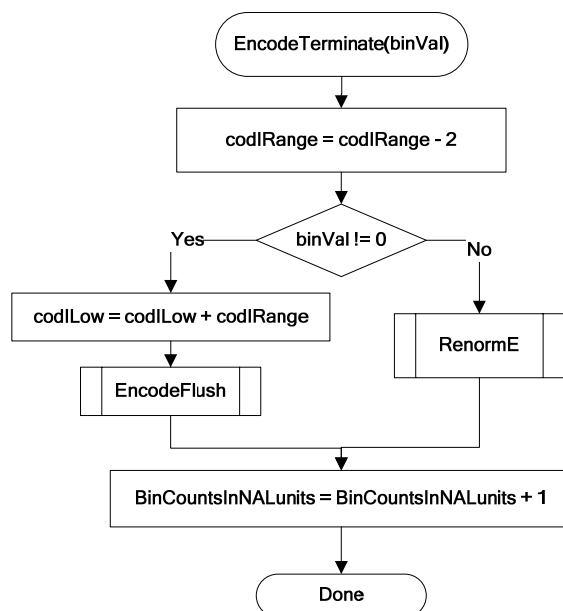 EncodeTerminate(binVal)
codIRange = codIRange - 2
binVal != 0
Yes
No
codILow = codILow + codIRange
RenormE
EncodeFlush
BinCountsInNALunits = BinCountsInNALunits + 1
Done